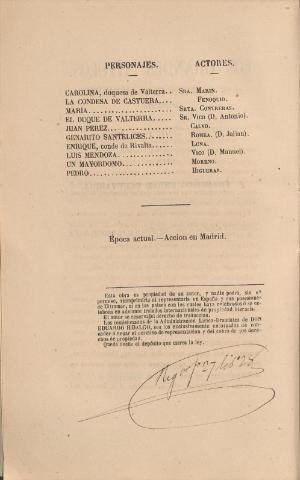 PERSONAJES. ACTORES.
CAROLINA, duquesa de Valterra.. SRA. MARIN.
LA CONDESA DE CASTUERA.... FENOQUIO.
MARÍA........................ SRTA. CONTRERAS.
EL DUQUE DE VALTERRA..... SR. VICO (D. Antonio).
JUAN PEREZ................... CALVO.
GENARITO SANTELICES........ ROMEA. (D. Julian).
ENRIQUE, conde de Rivalta.... LUNA.
LUIS MENDOZA................ VICO (D. Manuel).
UN MAYORDOMO.............. MORENO.
PEDRO........................ HIGUERAS.
Época actual.—Accion en Madrid.
Esta obra es propiedad de su autor, y nadie podrá, sin su
permiso, reimprimirla ni representarla en España y sus posesiones
de Ultramar, ni en los países con los cuales haya celebrados ó se
celebren en adelante tratados internacionales de propiedad literaria.
El autor se reserva el derecho de traduccion.
Los comisionados de la Administracion Lírico-Dramática de DON
EDUARDO HIDALGO, son los exclusivamente encargados de con-
ceder ó negar el permiso de representacion y del cobro de los dere-
chos de propiedad.
Queda hecho el depósito que marca la ley.